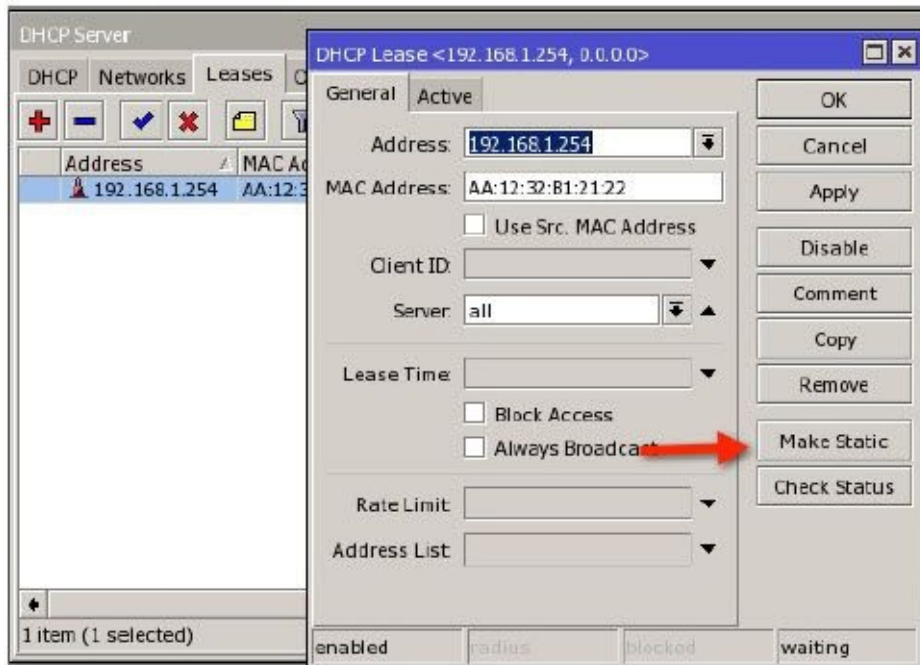 DHCP Server
DHCP Networks Leases
Address MAC
192.168.1.254 AA:12:3
1 item (1 selected)
DHCP Lease <192.168.1.254, 0.0.0.0>
General Active
Address: 192.168.1.254
MAC Address: AA:12:32:B1:21:22
Use Src. MAC Address
Client ID:
Server: all
Lease Time:
Block Access
Always Broadcast
Rate Limit:
Address List:
OK
Cancel
Apply
Disable
Comment
Copy
Remove
Make Static
Check Status
enabled radius blocked waiting